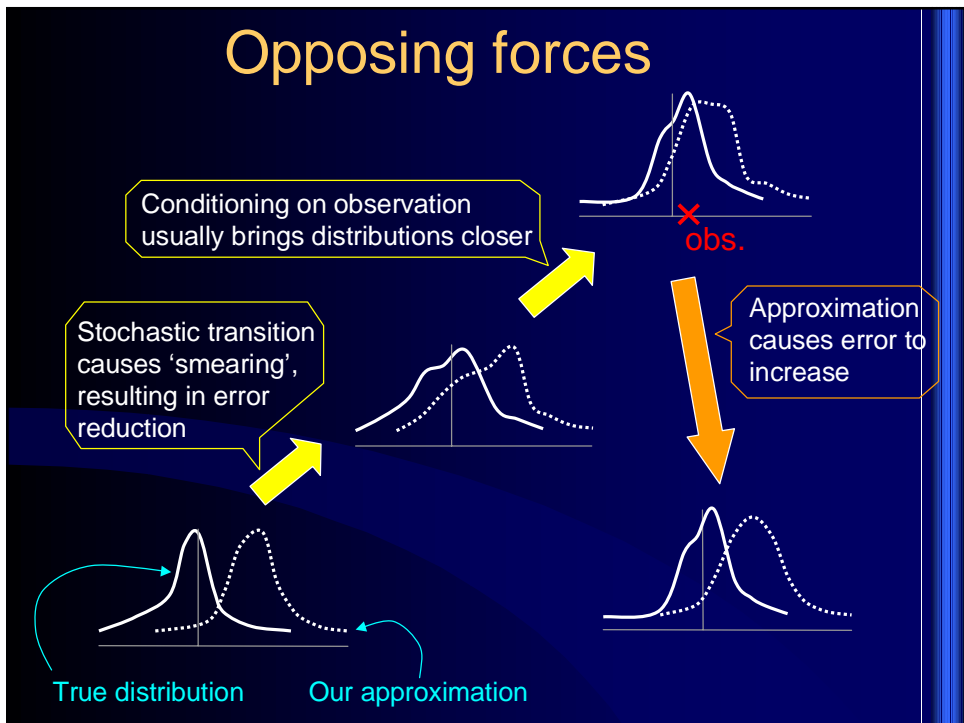 Opposing forces
Conditioning on observation
usually brings distributions closer
obs.
Stochastic transition
causes ‘smearing’,
resulting in error
reduction
Approximation
causes error to
increase
True distribution
Our approximation